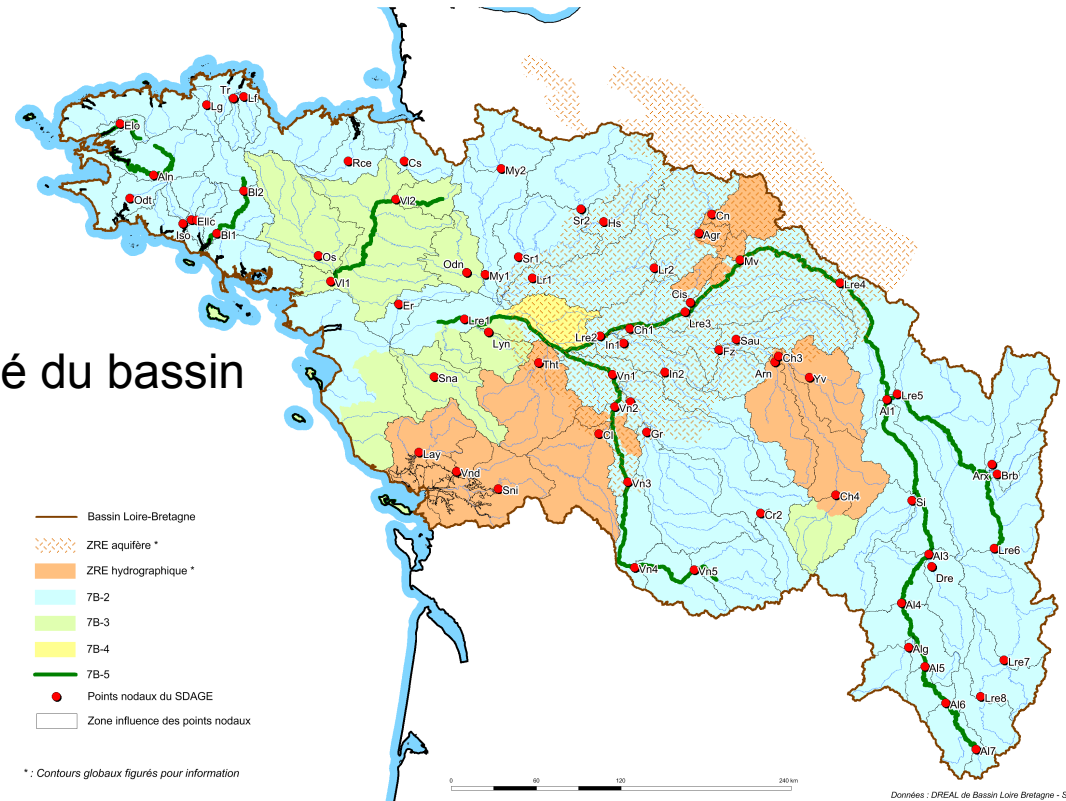 Tr
Lf
Lg
Elo
Rce
Cs
My2
Aln
Bl2
Vl2
Odt
Sr2
Hs
Cn
Ellc
Iso
Bl1
Agr
Os
Odn
Sr1
Mv
My1
Lr1
Lr2
Vl1
Lre4
Er
Cis
Lre1
Lre3
Lyn
Lre2
Ch1
In1
Sau
Fz
é du bassin
Tht
Ch3
Arn
Sna
Vn1
In2
Yv
Lre5
Al1
Vn2
Cl
Gr
Lay
Vnd
Arx
Brb
Sni
Vn3
Ch4
Si
Cr2
Bassin Loire-Bretagne
ZRE aquifère *
Lre6
Al3
ZRE hydrographique *
Vn4
Vn5
Dre
7B-2
Al4
7B-3
7B-4
Alg
Lre7
Al5
7B-5
Points nodaux du SDAGE
Lre8
Al6
Zone influence des points nodaux
Al7
* : Contours globaux figurés pour information
0 60 120 240 km
Données : DREAL de Bassin Loire Bretagne - S